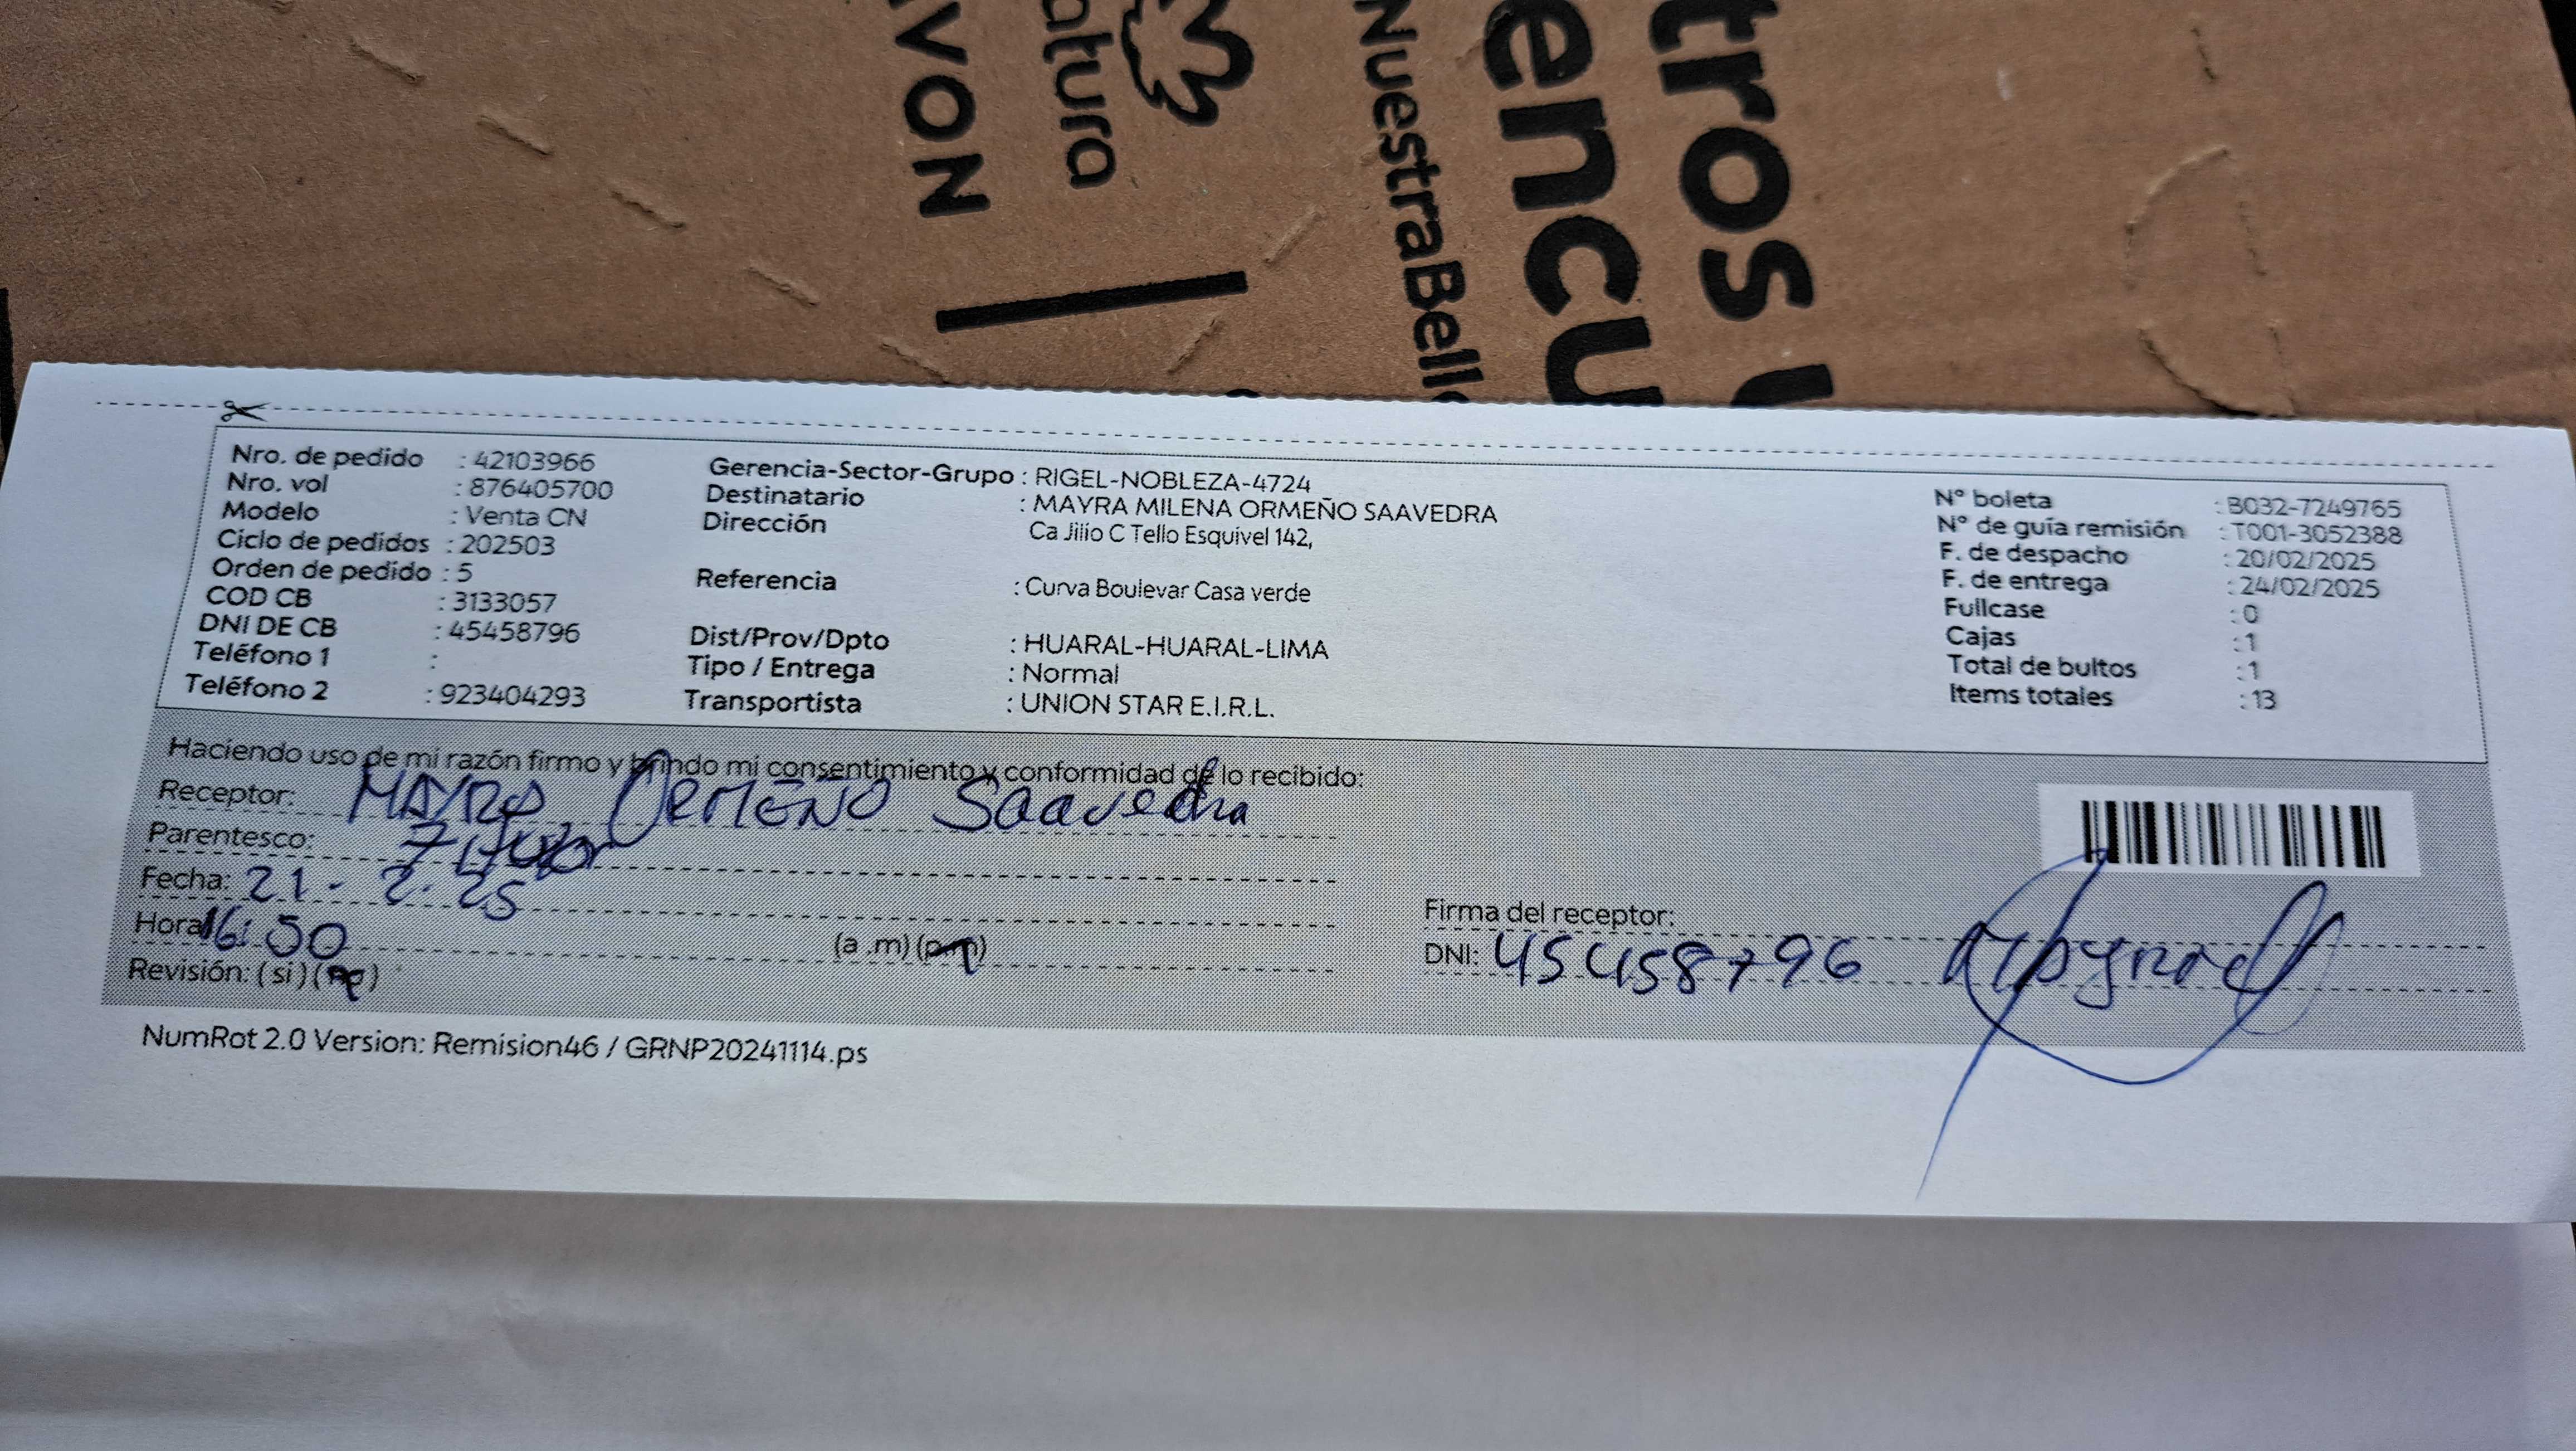 AVON
natura
NuestraBell
encu
tros
Nro. de pedido : 42103966
Nro. vol : 876405700
Modelo : Venta CN
Ciclo de pedidos : 202503
Orden de pedido : 5
COD CB : 3133057
DNI DE CB : 45458796
Teléfono 1 :
Teléfono 2 : 923404293
Gerencia-Sector-Grupo : RIGEL-NOBLEZA-4724
Destinatario : MAYRA MILENA ORMEÑO SAAVEDRA
Dirección Ca Jilio C Tello Esquivel 142,
Referencia : Curva Boulevar Casa verde
Dist/Prov/Dpto : HUARAL-HUARAL-LIMA
Tipo / Entrega : Normal
Transportista : UNION STAR E.I.R.L.
N° boleta : B032-7249765
N° de guía remisión : T001-3052388
F. de despacho : 20/02/2025
F. de entrega : 24/02/2025
Fullcase : 0
Cajas : 1
Total de bultos : 1
Items totales : 13
Haciendo uso de mi razón firmo y brindo mi consentimiento y conformidad de lo recibido:
Receptor: MAYRA ORMEÑO Saavedra
Parentesco:
Fecha: 21 - 2 - 25
Hora 16:50 (a .m) (p.m)
Revisión: (si) (no)
Firma del receptor:
DNI: 45458796
NumRot 2.0 Version: Remision46 / GRNP20241114.ps